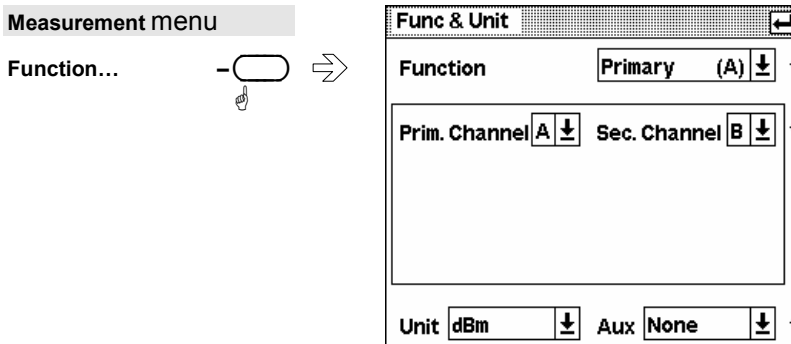 Measurement menu
Function…
Func & Unit
Function Primary (A)
Prim. Channel A Sec. Channel B
Unit dBm Aux None